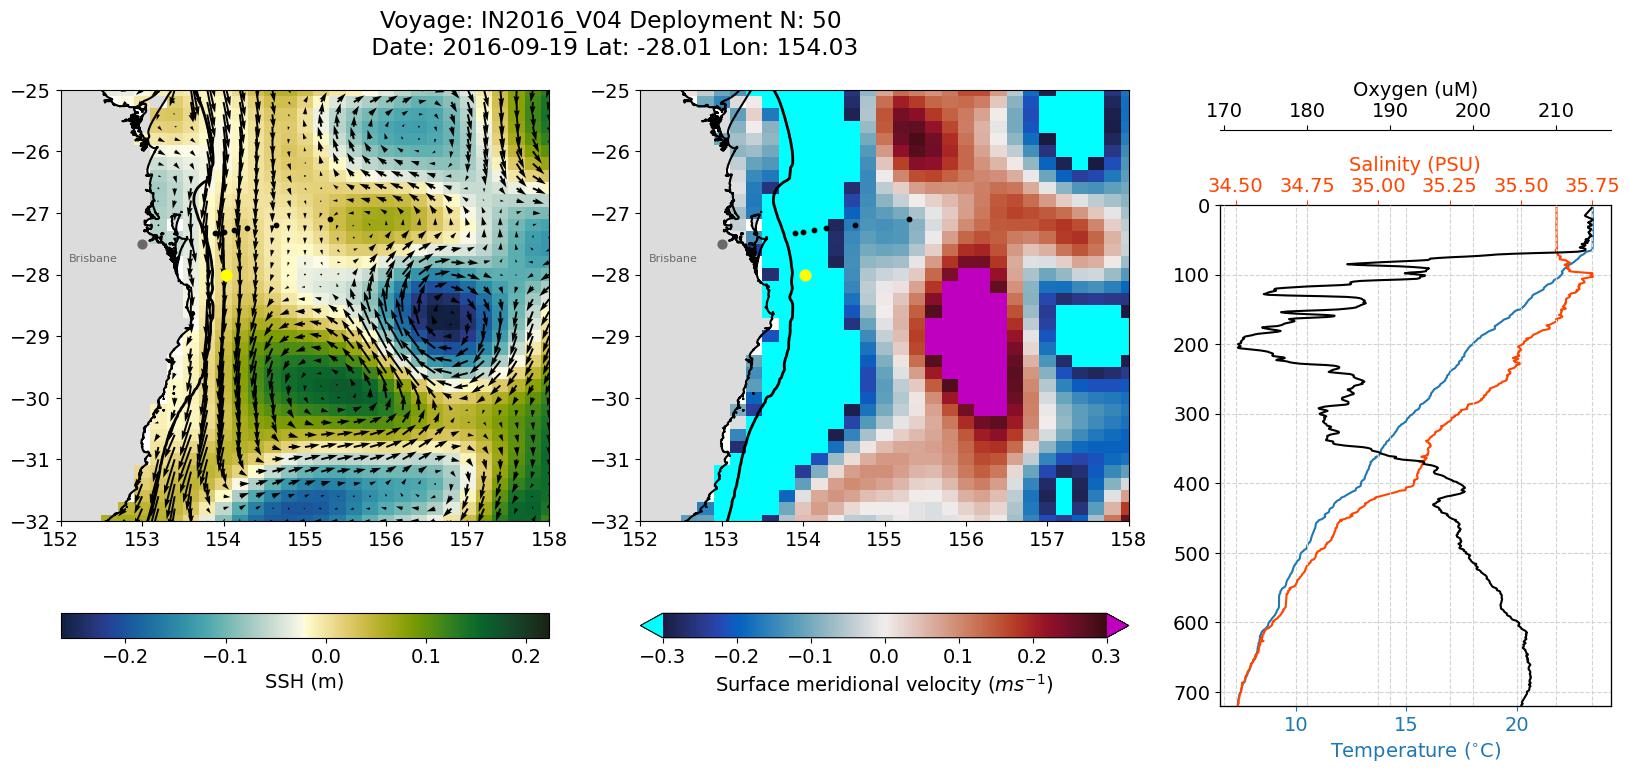 Voyage: IN2016_V04 Deployment N: 50
Date: 2016-09-19 Lat: -28.01 Lon: 154.03
−25
−26
−27
−28
−29
−30
−31
−32
152 153 154 155 156 157 158
Brisbane
−0.2 −0.1 0.0 0.1 0.2
SSH (m)
−25
−26
−27
−28
−29
−30
−31
−32
152 153 154 155 156 157 158
Brisbane
−0.3 −0.2 −0.1 0.0 0.1 0.2 0.3
Surface meridional velocity (ms⁻¹)
Oxygen (uM)
170 180 190 200 210
Salinity (PSU)
34.50 34.75 35.00 35.25 35.50 35.75
0
100
200
300
400
500
600
700
10 15 20
Temperature (°C)